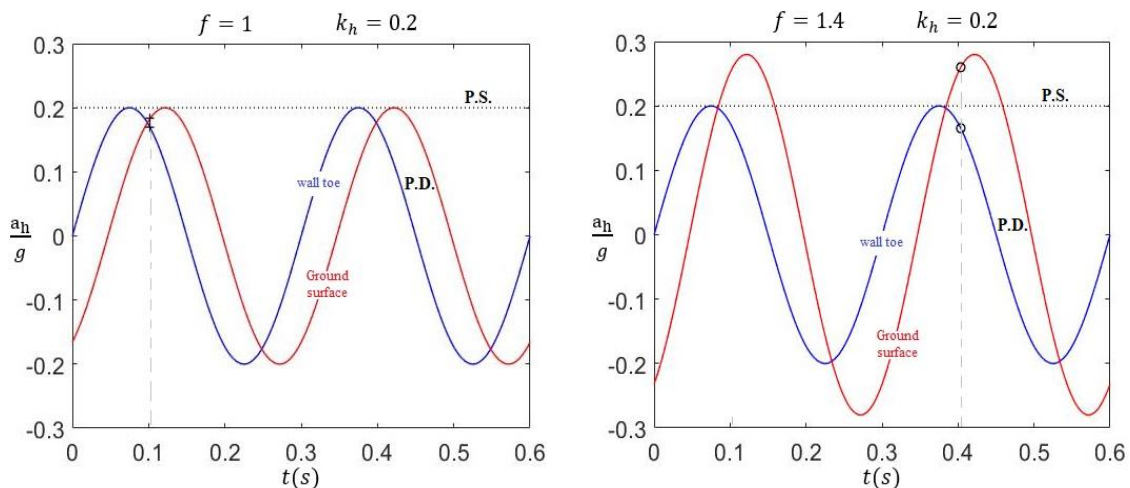 f = 1 k_h = 0.2
0.3
0.2
0.1
0
-0.1
-0.2
-0.3
a_h
g
P.S.
wall toe
P.D.
Ground
surface
0 0.1 0.2 0.3 0.4 0.5 0.6
t(s)
f = 1.4 k_h = 0.2
0.3
0.2
0.1
0
-0.1
-0.2
-0.3
a_h
g
P.S.
wall toe
P.D.
Ground
surface
0 0.1 0.2 0.3 0.4 0.5 0.6
t(s)